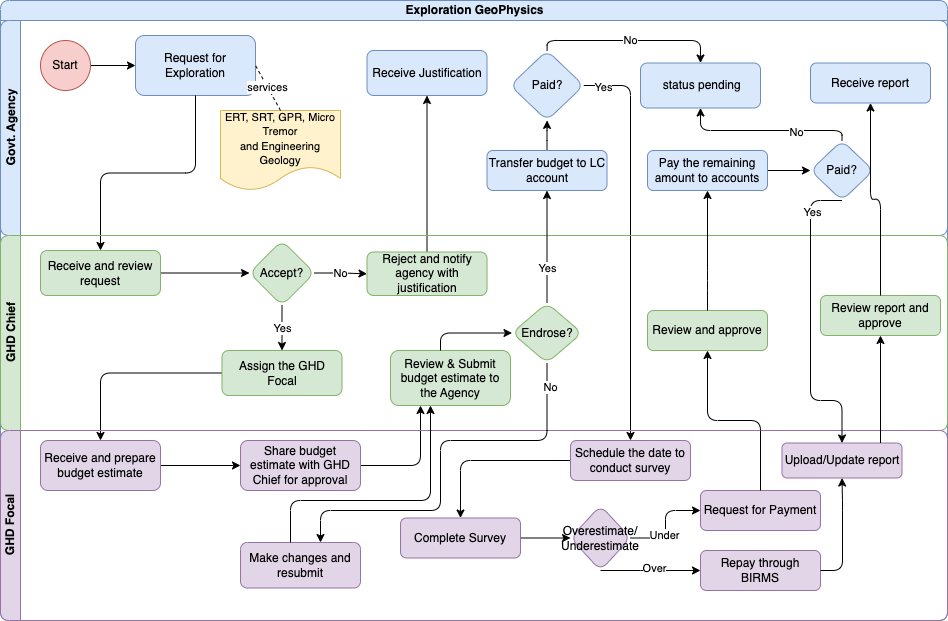 Exploration GeoPhysics
Govt. Agency
Start
Request for
Exploration
services
ERT, SRT, GPR, Micro
Tremor
and Engineering
Geology
Receive Justification
Paid?
No
Yes
status pending
Receive report
Transfer budget to LC
account
Pay the remaining
amount to accounts
No
Paid?
Yes
GHD Chief
Receive and review
request
Accept?
No
Reject and notify
agency with
justification
Yes
Yes
Assign the GHD
Focal
Review & Submit
budget estimate to
the Agency
Endrose?
No
Review and approve
Review report and
approve
GHD Focal
Receive and prepare
budget estimate
Share budget
estimate with GHD
Chief for approval
Make changes and
resubmit
Schedule the date to
conduct survey
Complete Survey
Overestimate/
Underestimate
Under
Over
Request for Payment
Repay through
BIRMS
Upload/Update report